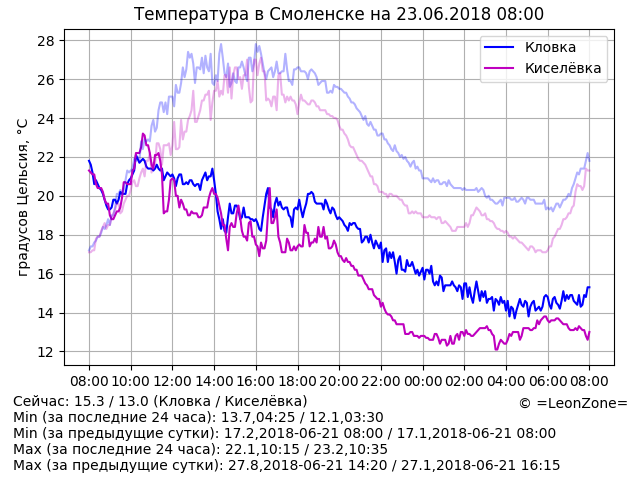 Температура в Смоленске на 23.06.2018 08:00
Кловка
Киселёвка
градусов Цельсия, °C
28
26
24
22
20
18
16
14
12
08:00 10:00 12:00 14:00 16:00 18:00 20:00 22:00 00:00 02:00 04:00 06:00 08:00
Сейчас: 15.3 / 13.0 (Кловка / Киселёвка)
© =LeonZone=
Min (за последние 24 часа): 13.7,04:25 / 12.1,03:30
Min (за предыдущие сутки): 17.2,2018-06-21 08:00 / 17.1,2018-06-21 08:00
Max (за последние 24 часа): 22.1,10:15 / 23.2,10:35
Max (за предыдущие сутки): 27.8,2018-06-21 14:20 / 27.1,2018-06-21 16:15